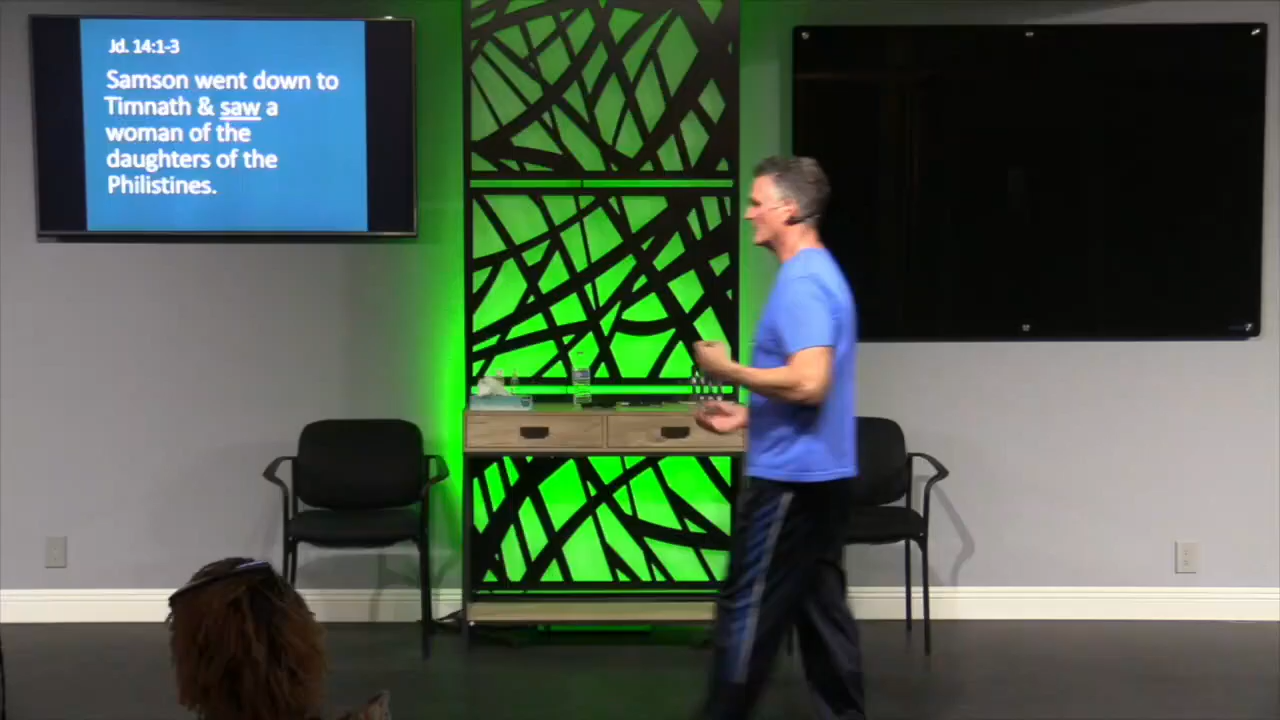 Jd. 14:1-3
Samson went down to
Timnath & saw a
woman of the
daughters of the
Philistines.